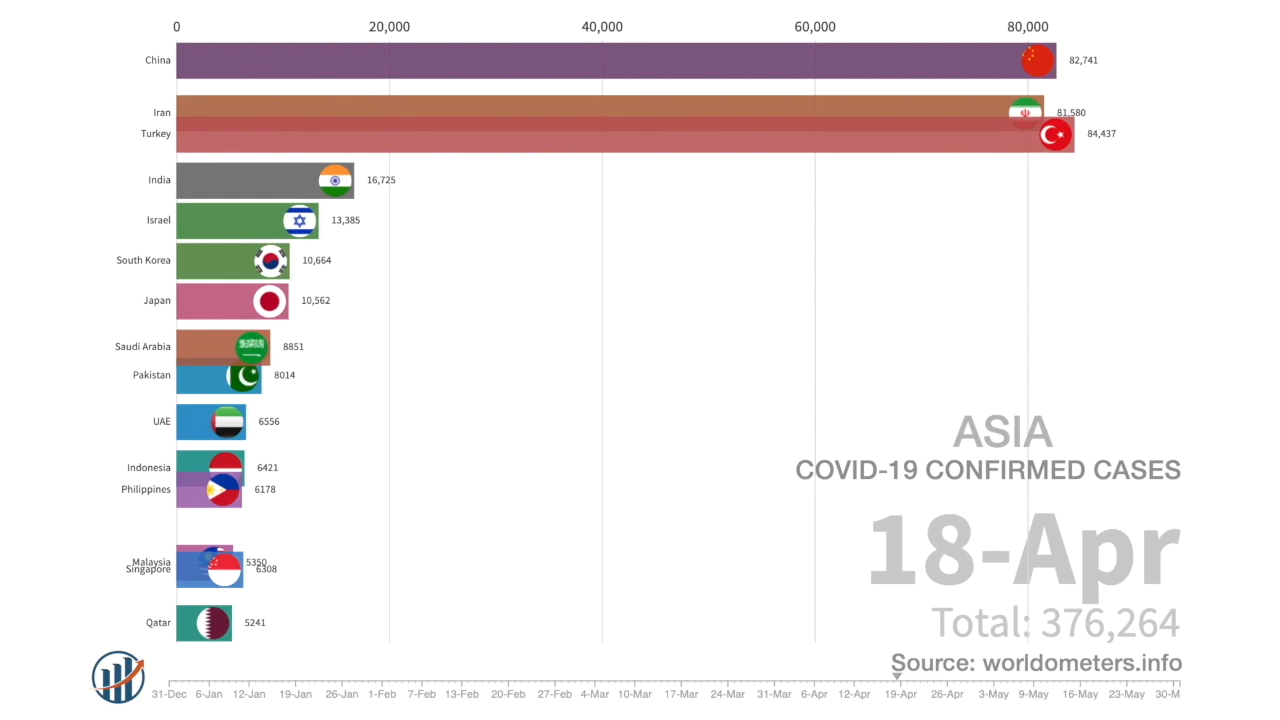 0 20,000 40,000 60,000 80,000
China 82,741
Iran 81,580
Turkey 84,437
India 16,725
Israel 13,385
South Korea 10,664
Japan 10,562
Saudi Arabia 8851
Pakistan 8014
UAE 6556
Indonesia 6421
Philippines 6178
Malaysia 5350
Singapore 6308
Qatar 5241
ASIA
COVID-19 CONFIRMED CASES
18-Apr
Total: 376,264
Source: worldometers.info
31-Dec 6-Jan 12-Jan 19-Jan 26-Jan 1-Feb 7-Feb 13-Feb 20-Feb 27-Feb 4-Mar 10-Mar 17-Mar 24-Mar 31-Mar 6-Apr 12-Apr 19-Apr 26-Apr 3-May 9-May 16-May 23-May 30-M